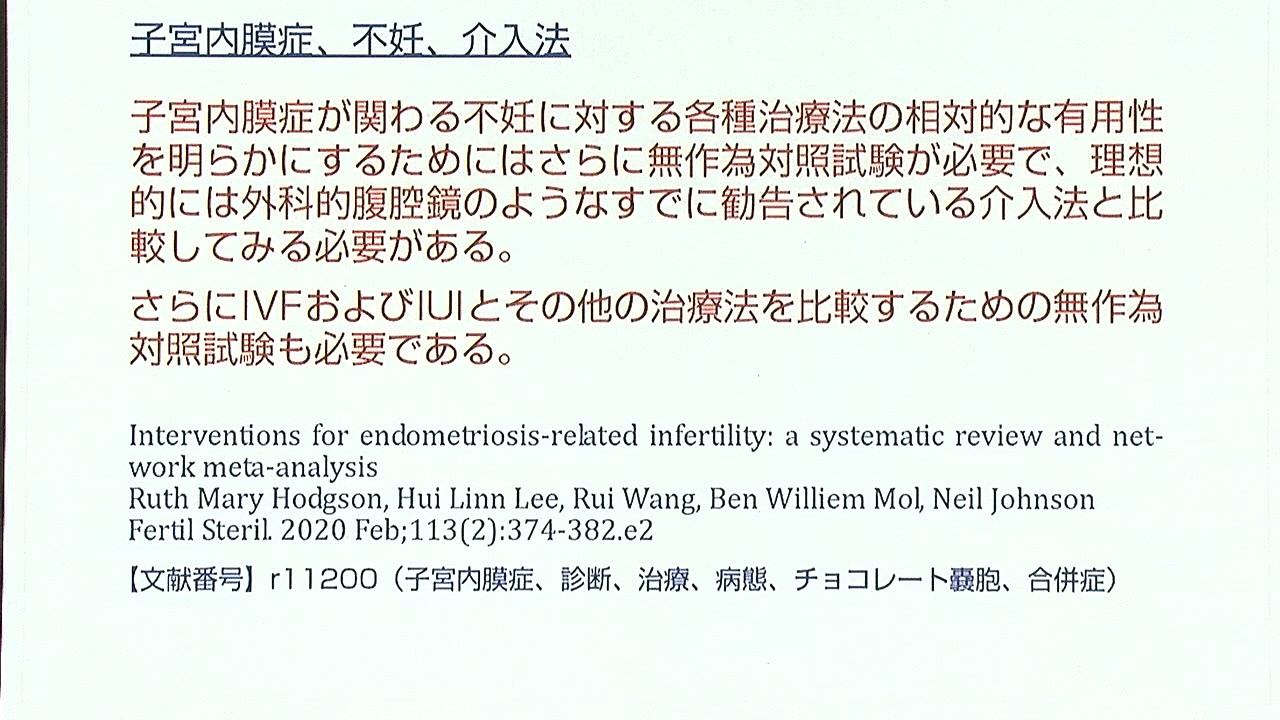 子宮内膜症、不妊、介入法
子宮内膜症が関わる不妊に対する各種治療法の相対的な有用性
を明らかにするためにはさらに無作為対照試験が必要で、理想
的には外科的腹腔鏡のようなすでに勧告されている介入法と比
較してみる必要がある。
さらにIVFおよびIUIとその他の治療法を比較するための無作為
対照試験も必要である。
Interventions for endometriosis-related infertility: a systematic review and net-
work meta-analysis
Ruth Mary Hodgson, Hui Linn Lee, Rui Wang, Ben Williem Mol, Neil Johnson
Fertil Steril. 2020 Feb;113(2):374-382.e2
【文献番号】r11200（子宮内膜症、診断、治療、病態、チョコレート嚢胞、合併症）